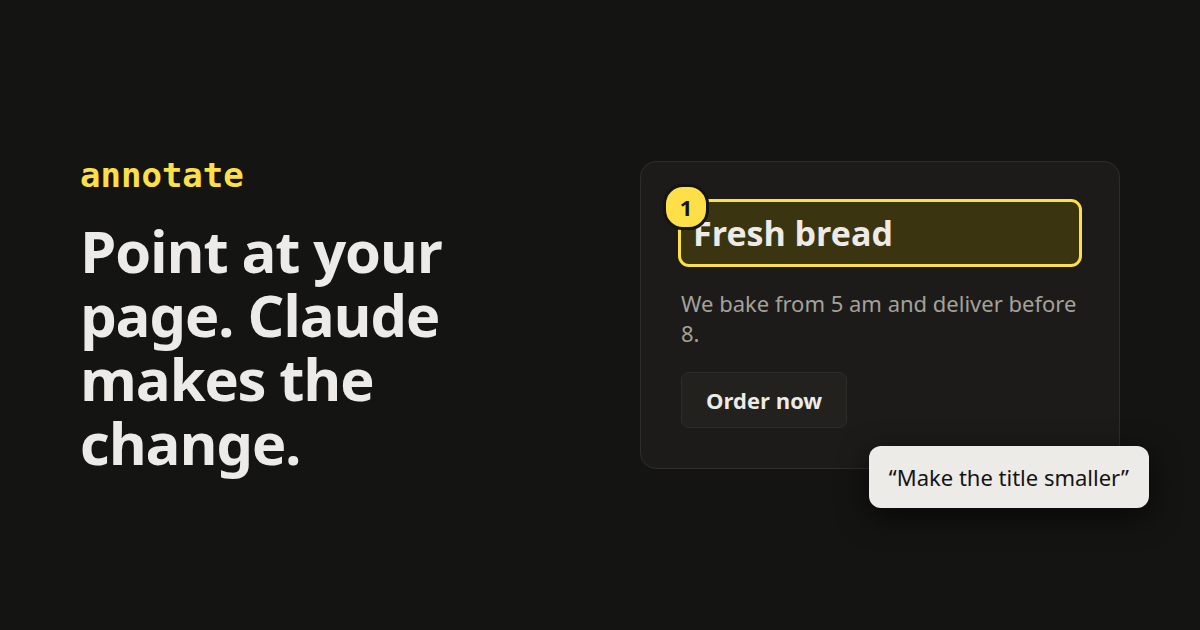 annotate
Point at your
page. Claude
makes the
change.
1
Fresh bread
We bake from 5 am and deliver before
8.
Order now
“Make the title smaller”